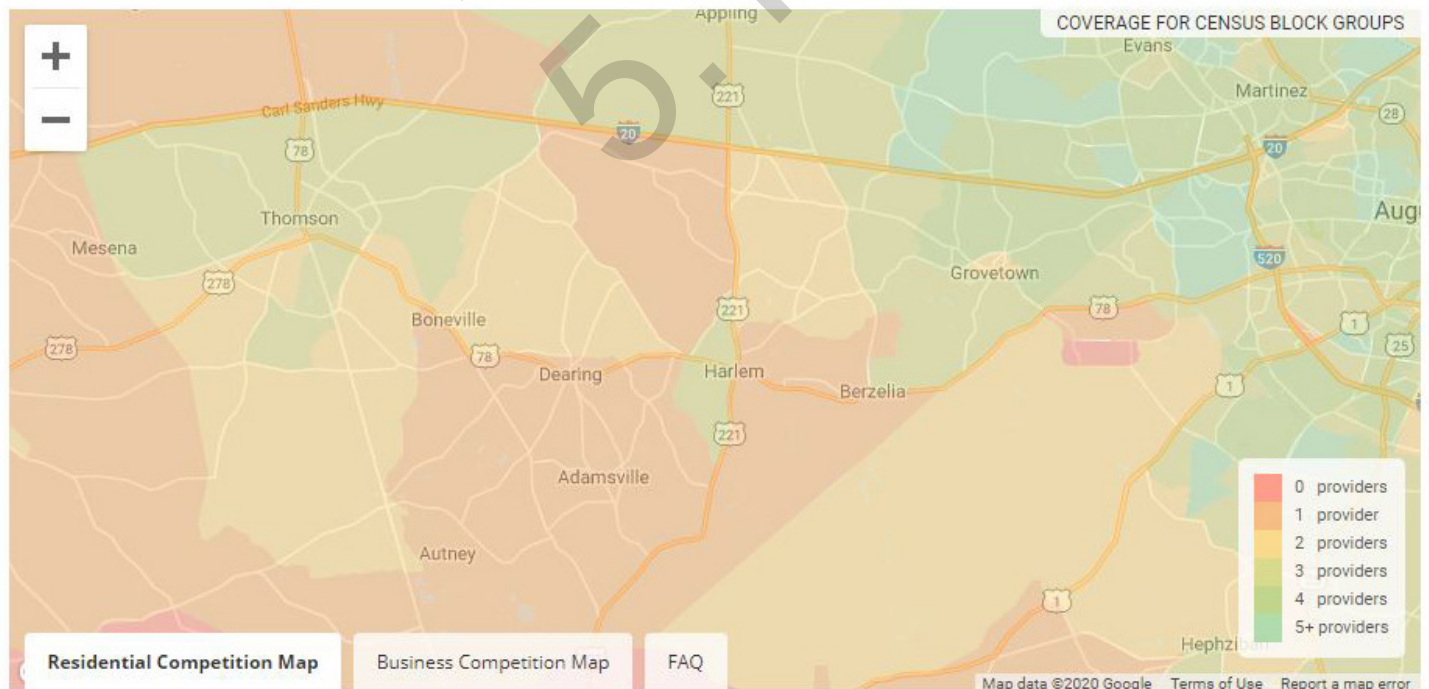 COVERAGE FOR CENSUS BLOCK GROUPS
+
−
Appling
Evans
Martinez
Carl Sanders Hwy
221
28
20
20
78
Thomson
Mesena
278
520
Grovetown
221
78
Boneville
1
278
78
25
Dearing
Harlem
Berzelia
1
221
Adamsville
Autney
1
0 providers
1 provider
2 providers
3 providers
4 providers
5+ providers
Residential Competition Map
Business Competition Map
FAQ
Map data ©2020 Google Terms of Use Report a map error